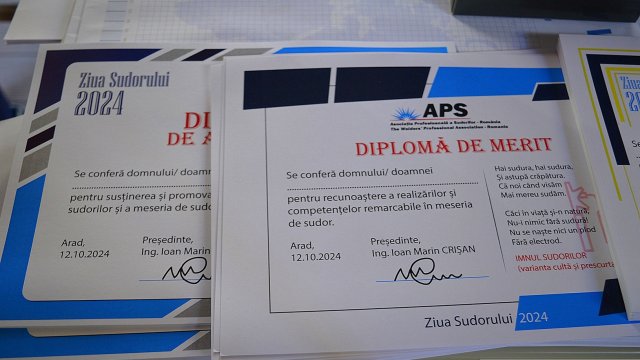 Ziua Sudorului
2024
DI
DE A
Se conferă domnului/ doamnei
pentru susținerea și promova
sudorilor și a meseria de sudo
Arad,
12.10.2024
Președinte,
Ing. Ioan Marin
APS
Asociația Profesională a Sudorilor - România
The Welders' Professional Association - Romania
DIPLOMĂ DE MERIT
Se conferă domnului/ doamnei
pentru recunoaștere a realizărilor și
competențelor remarcabile în meseria
de sudor.
Arad,
12.10.2024
Președinte,
Ing. Ioan Marin CRIȘAN
Hai sudura, hai sudura,
Și astupă crăpătura,
Că noi când visăm
Mai mereu sudăm.
Căci în viață și-n natură,
Nu-i nimic fără sudură!
Nu se naște nici un plod
Fără electrod.
IMNUL SUDORILOR
(varianta cultă și prescurta
Ziua Sudorului 2024
Ziua
20
Se